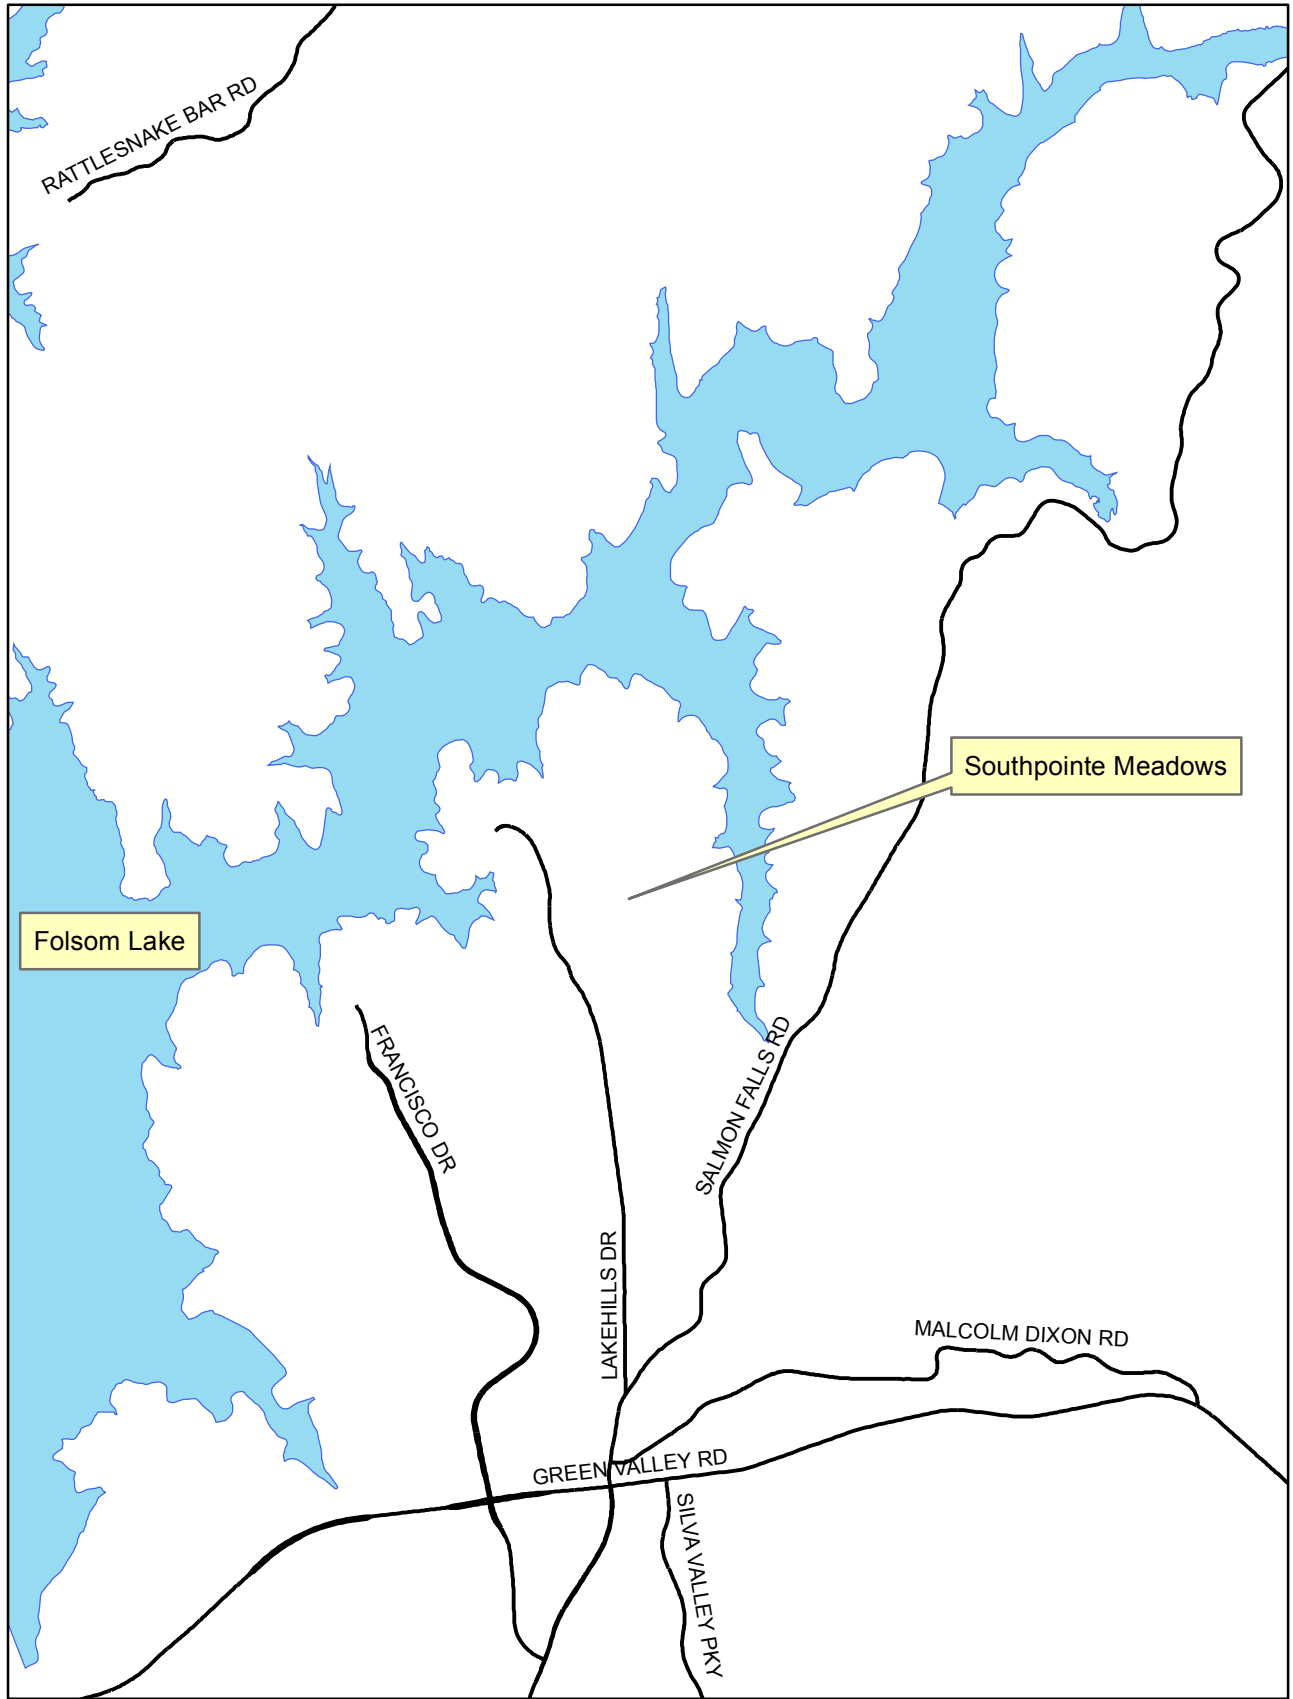 RATTLESNAKE BAR RD
Southpointe Meadows
Folsom Lake
FRANCISCO DR
SALMON FALLS RD
LAKEHILLS DR
MALCOLM DIXON RD
GREEN VALLEY RD
SILVA VALLEY PKY